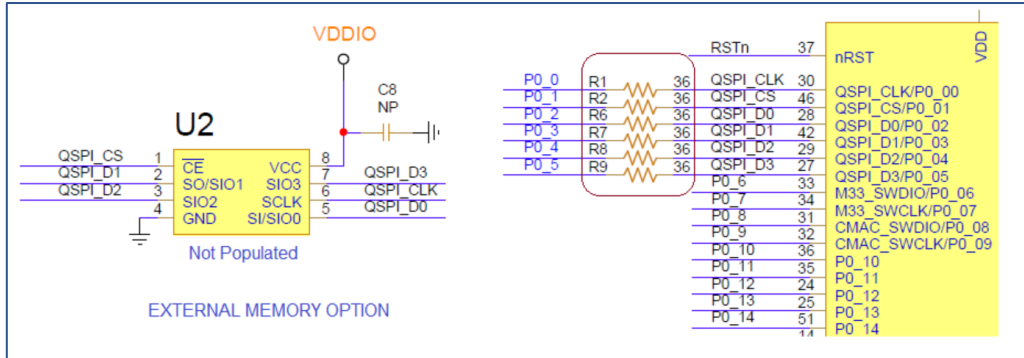 VDDIO
C8
NP
U2
QSPI_CS 1 CE VCC 8
QSPI_D1 2 SO/SIO1 SIO3 7 QSPI_D3
QSPI_D2 3 SIO2 SCLK 6 QSPI_CLK
4 GND SI/SIO0 5 QSPI_D0
Not Populated
EXTERNAL MEMORY OPTION
VDD
RSTn 37 nRST
P0_0 R1 36 QSPI_CLK 30 QSPI_CLK/P0_00
P0_1 R2 36 QSPI_CS 46 QSPI_CS/P0_01
P0_2 R6 36 QSPI_D0 28 QSPI_D0/P0_02
P0_3 R7 36 QSPI_D1 42 QSPI_D1/P0_03
P0_4 R8 36 QSPI_D2 29 QSPI_D2/P0_04
P0_5 R9 36 QSPI_D3 27 QSPI_D3/P0_05
P0_6 33 M33_SWDIO/P0_06
P0_7 34 M33_SWCLK/P0_07
P0_8 31 CMAC_SWDIO/P0_08
P0_9 32 CMAC_SWCLK/P0_09
P0_10 36 P0_10
P0_11 35 P0_11
P0_12 24 P0_12
P0_13 25 P0_13
P0_14 51 P0_14